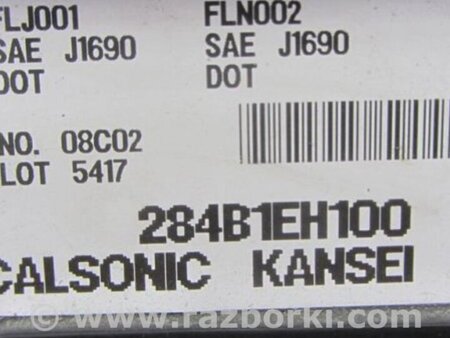 FLJ001 FLN002
SAE J1690 SAE J1690
DOT DOT
NO. 08C02
LOT 5417
284B1EH100
CALSONIC KANSEI
© www.razborki.com